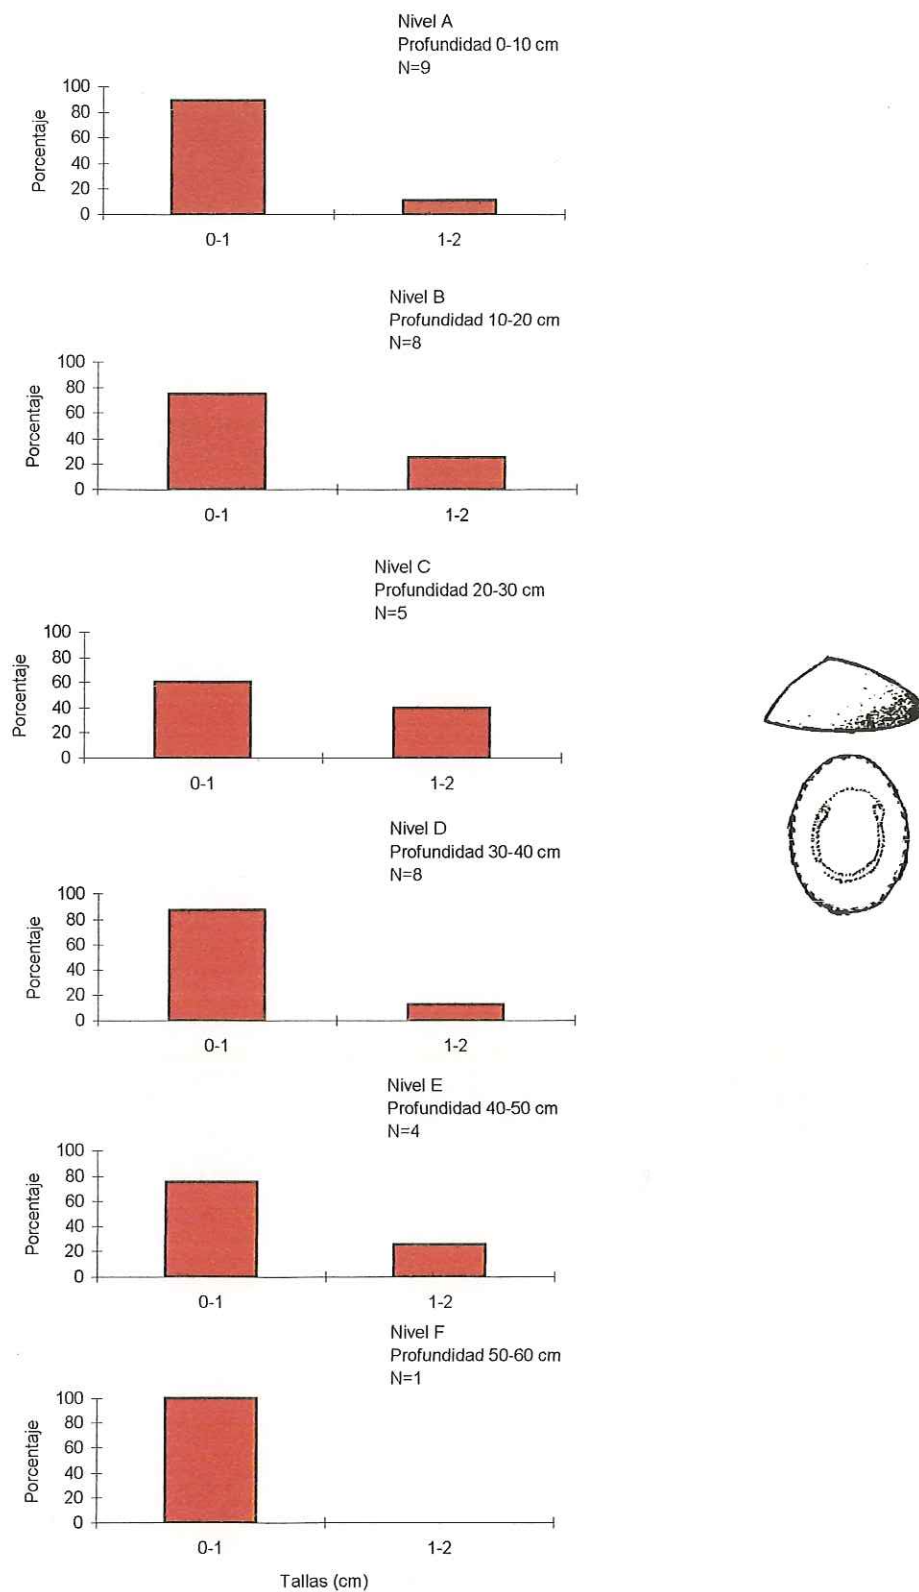 Nivel A
Profundidad 0-10 cm
N=9
Porcentaje
100
80
60
40
20
0
0-1
1-2
Nivel B
Profundidad 10-20 cm
N=8
Porcentaje
100
80
60
40
20
0
0-1
1-2
Nivel C
Profundidad 20-30 cm
N=5
Porcentaje
100
80
60
40
20
0
0-1
1-2
Nivel D
Profundidad 30-40 cm
N=8
Porcentaje
100
80
60
40
20
0
0-1
1-2
Nivel E
Profundidad 40-50 cm
N=4
Porcentaje
100
80
60
40
20
0
0-1
1-2
Nivel F
Profundidad 50-60 cm
N=1
Porcentaje
100
80
60
40
20
0
0-1
1-2
Tallas (cm)